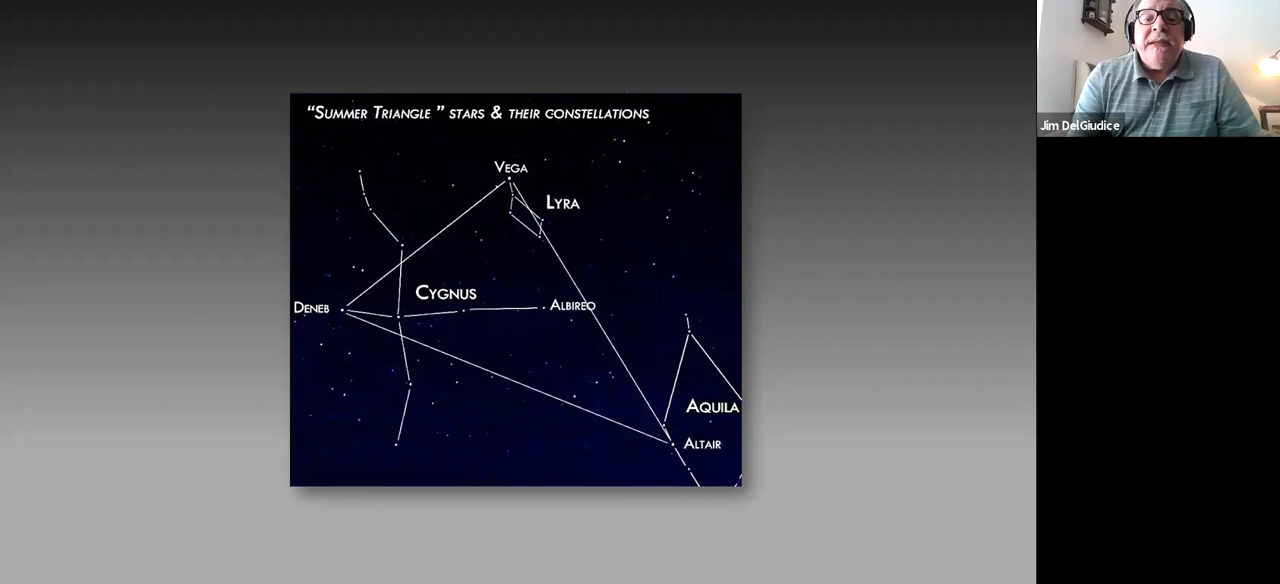 “Summer Triangle ” stars & their constellations
Vega
Lyra
Cygnus
Deneb
Albireo
Aquila
Altair
Jim DelGiudice